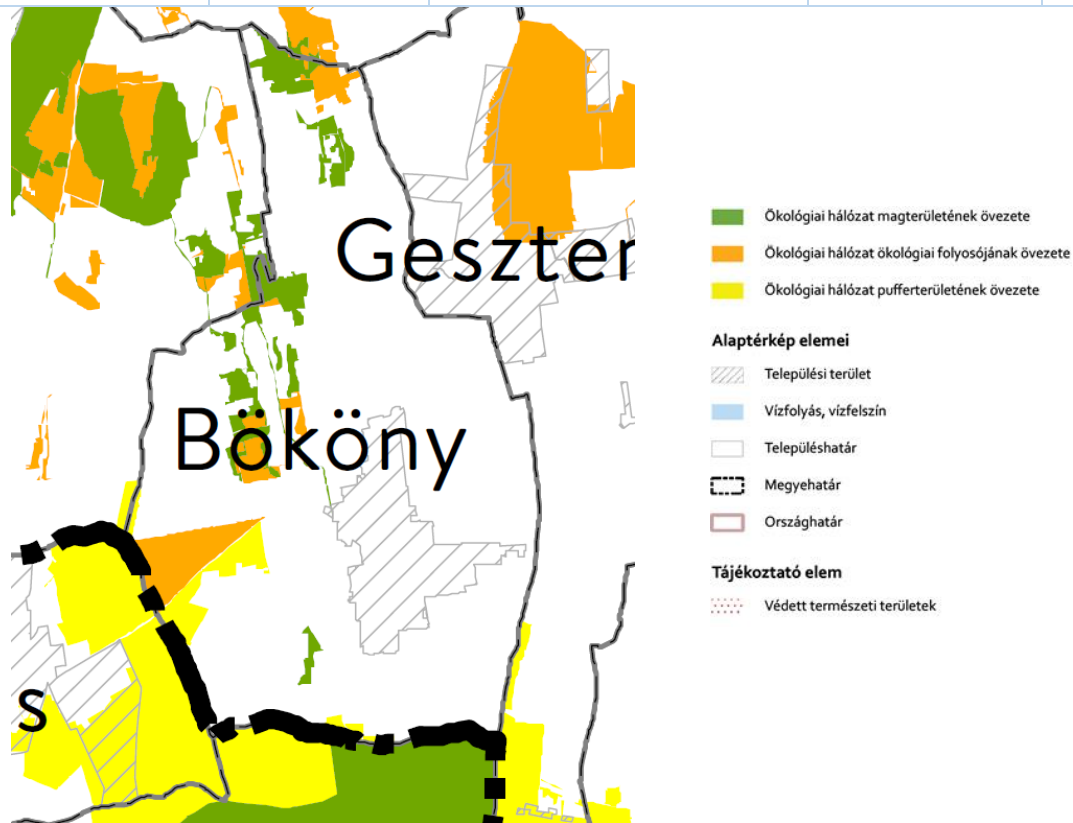 Geszter
Bököny
s
Ökológiai hálózat magterületének övezete
Ökológiai hálózat ökológiai folyosójának övezete
Ökológiai hálózat pufferterületének övezete
Alaptérkép elemei
Települési terület
Vízfolyás, vízfelszín
Településhatár
Megyehatár
Országhatár
Tájékoztató elem
Védett természeti területek